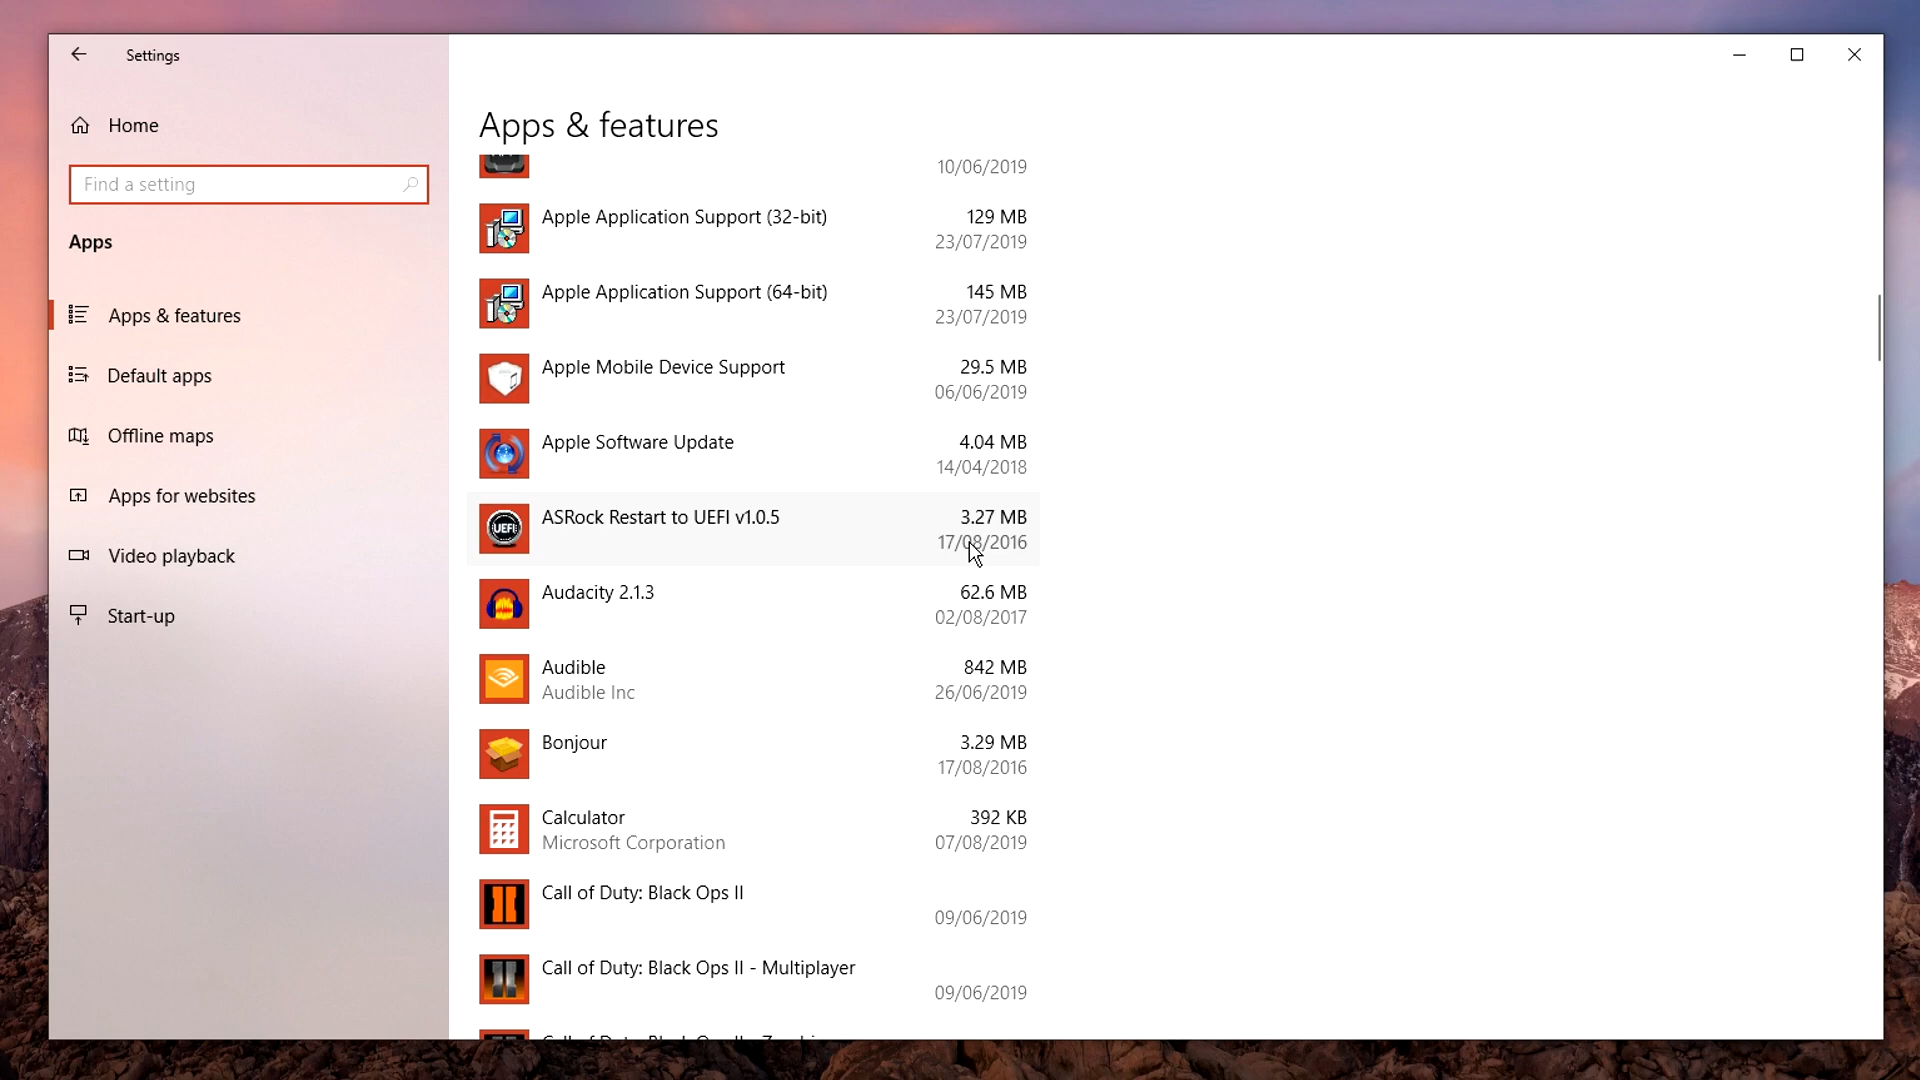 Settings
Home
Find a setting
Apps
Apps & features
Default apps
Offline maps
Apps for websites
Video playback
Start-up
Apps & features
10/06/2019
Apple Application Support (32-bit) 129 MB
23/07/2019
Apple Application Support (64-bit) 145 MB
23/07/2019
Apple Mobile Device Support 29.5 MB
06/06/2019
Apple Software Update 4.04 MB
14/04/2018
UEFI
ASRock Restart to UEFI v1.0.5 3.27 MB
17/08/2016
Audacity 2.1.3 62.6 MB
02/08/2017
Audible 842 MB
Audible Inc 26/06/2019
Bonjour 3.29 MB
17/08/2016
Calculator 392 KB
Microsoft Corporation 07/08/2019
Call of Duty: Black Ops II
09/06/2019
Call of Duty: Black Ops II - Multiplayer
09/06/2019